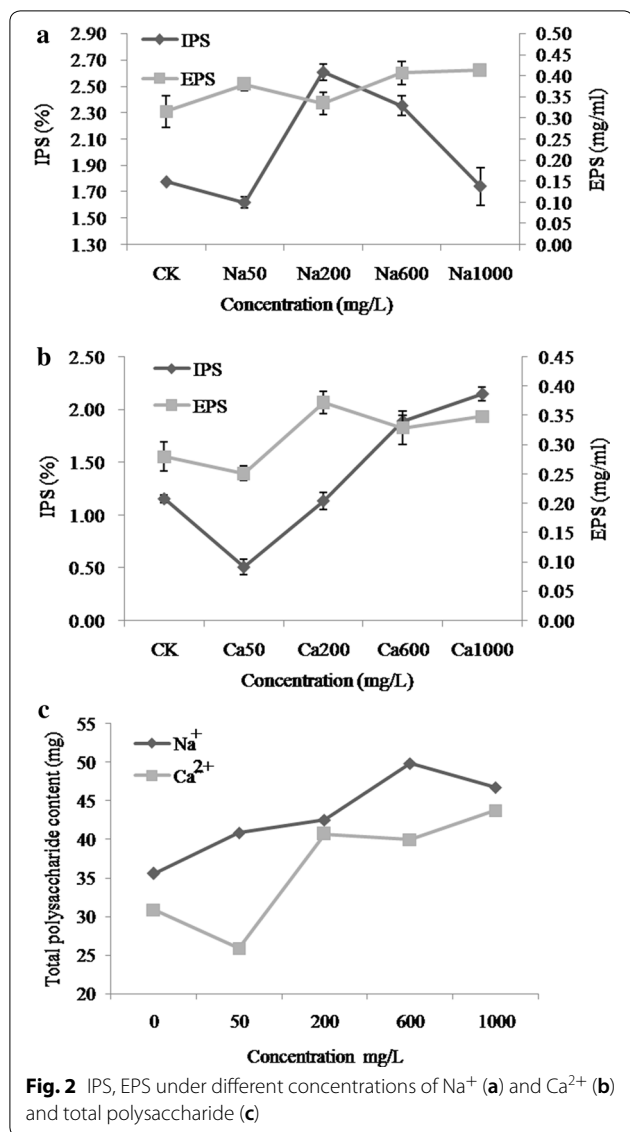 a
2.90
2.70
2.50
2.30
2.10
1.90
1.70
1.50
1.30
IPS (%)
IPS
EPS
0.50
0.45
0.40
0.35
0.30
0.25
0.20
0.15
0.10
0.05
0.00
EPS (mg/ml)
CK Na50 Na200 Na600 Na1000
Concentration (mg/L)
b
2.50
2.00
1.50
1.00
0.50
0.00
IPS (%)
IPS
EPS
0.45
0.40
0.35
0.30
0.25
0.20
0.15
0.10
0.05
0.00
EPS (mg/ml)
CK Ca50 Ca200 Ca600 Ca1000
Concentration (mg/L)
c
55
50
45
40
35
30
25
20
Total polysaccharide content (mg)
Na+
Ca2+
0 50 200 600 1000
Concentration mg/L
Fig. 2 IPS, EPS under different concentrations of Na+ (a) and Ca2+ (b)
and total polysaccharide (c)